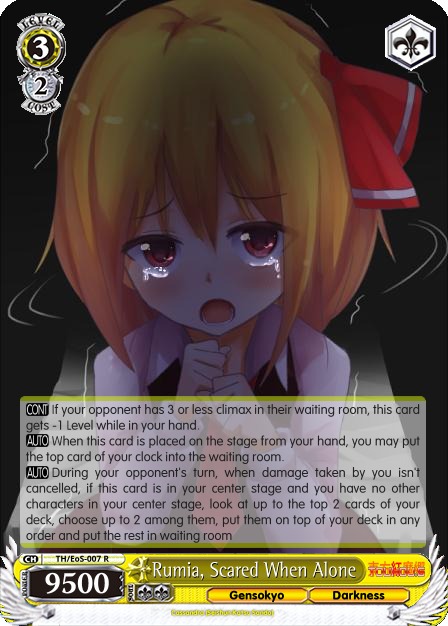 LEVEL
3
2
COST
CONT If your opponent has 3 or less climax in their waiting room, this card
gets -1 Level while in your hand.
AUTO When this card is placed on the stage from your hand, you may put
the top card of your clock into the waiting room.
AUTO During your opponent's turn, when damage taken by you isn't
cancelled, if this card is in your center stage and you have no other
characters in your center stage, look at up to the top 2 cards of your
deck, choose up to 2 among them, put them on top of your deck in any
order and put the rest in waiting room
CH TH/EoS-007 R
Rumia, Scared When Alone
POWER 9500 SOUL
Gensokyo Darkness